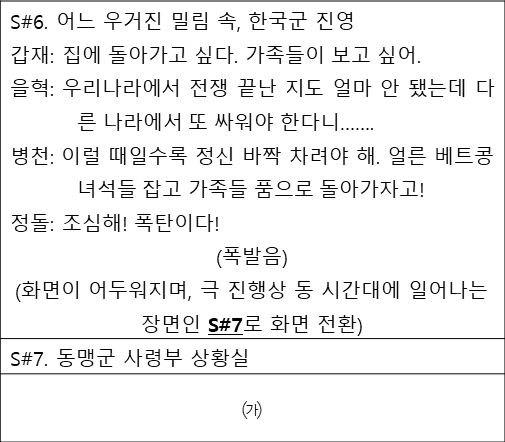 S#6. 어느 우거진 밀림 속, 한국군 진영
갑재: 집에 돌아가고 싶다. 가족들이 보고 싶어.
을혁: 우리나라에서 전쟁 끝난 지도 얼마 안 됐는데 다
른 나라에서 또 싸워야 한다니…….
병천: 이럴 때일수록 정신 바짝 차려야 해. 얼른 베트콩
녀석들 잡고 가족들 품으로 돌아가자고!
정돌: 조심해! 폭탄이다!
(폭발음)
(화면이 어두워지며, 극 진행상 동 시간대에 일어나는
장면인 S#7로 화면 전환)
S#7. 동맹군 사령부 상황실
㈎